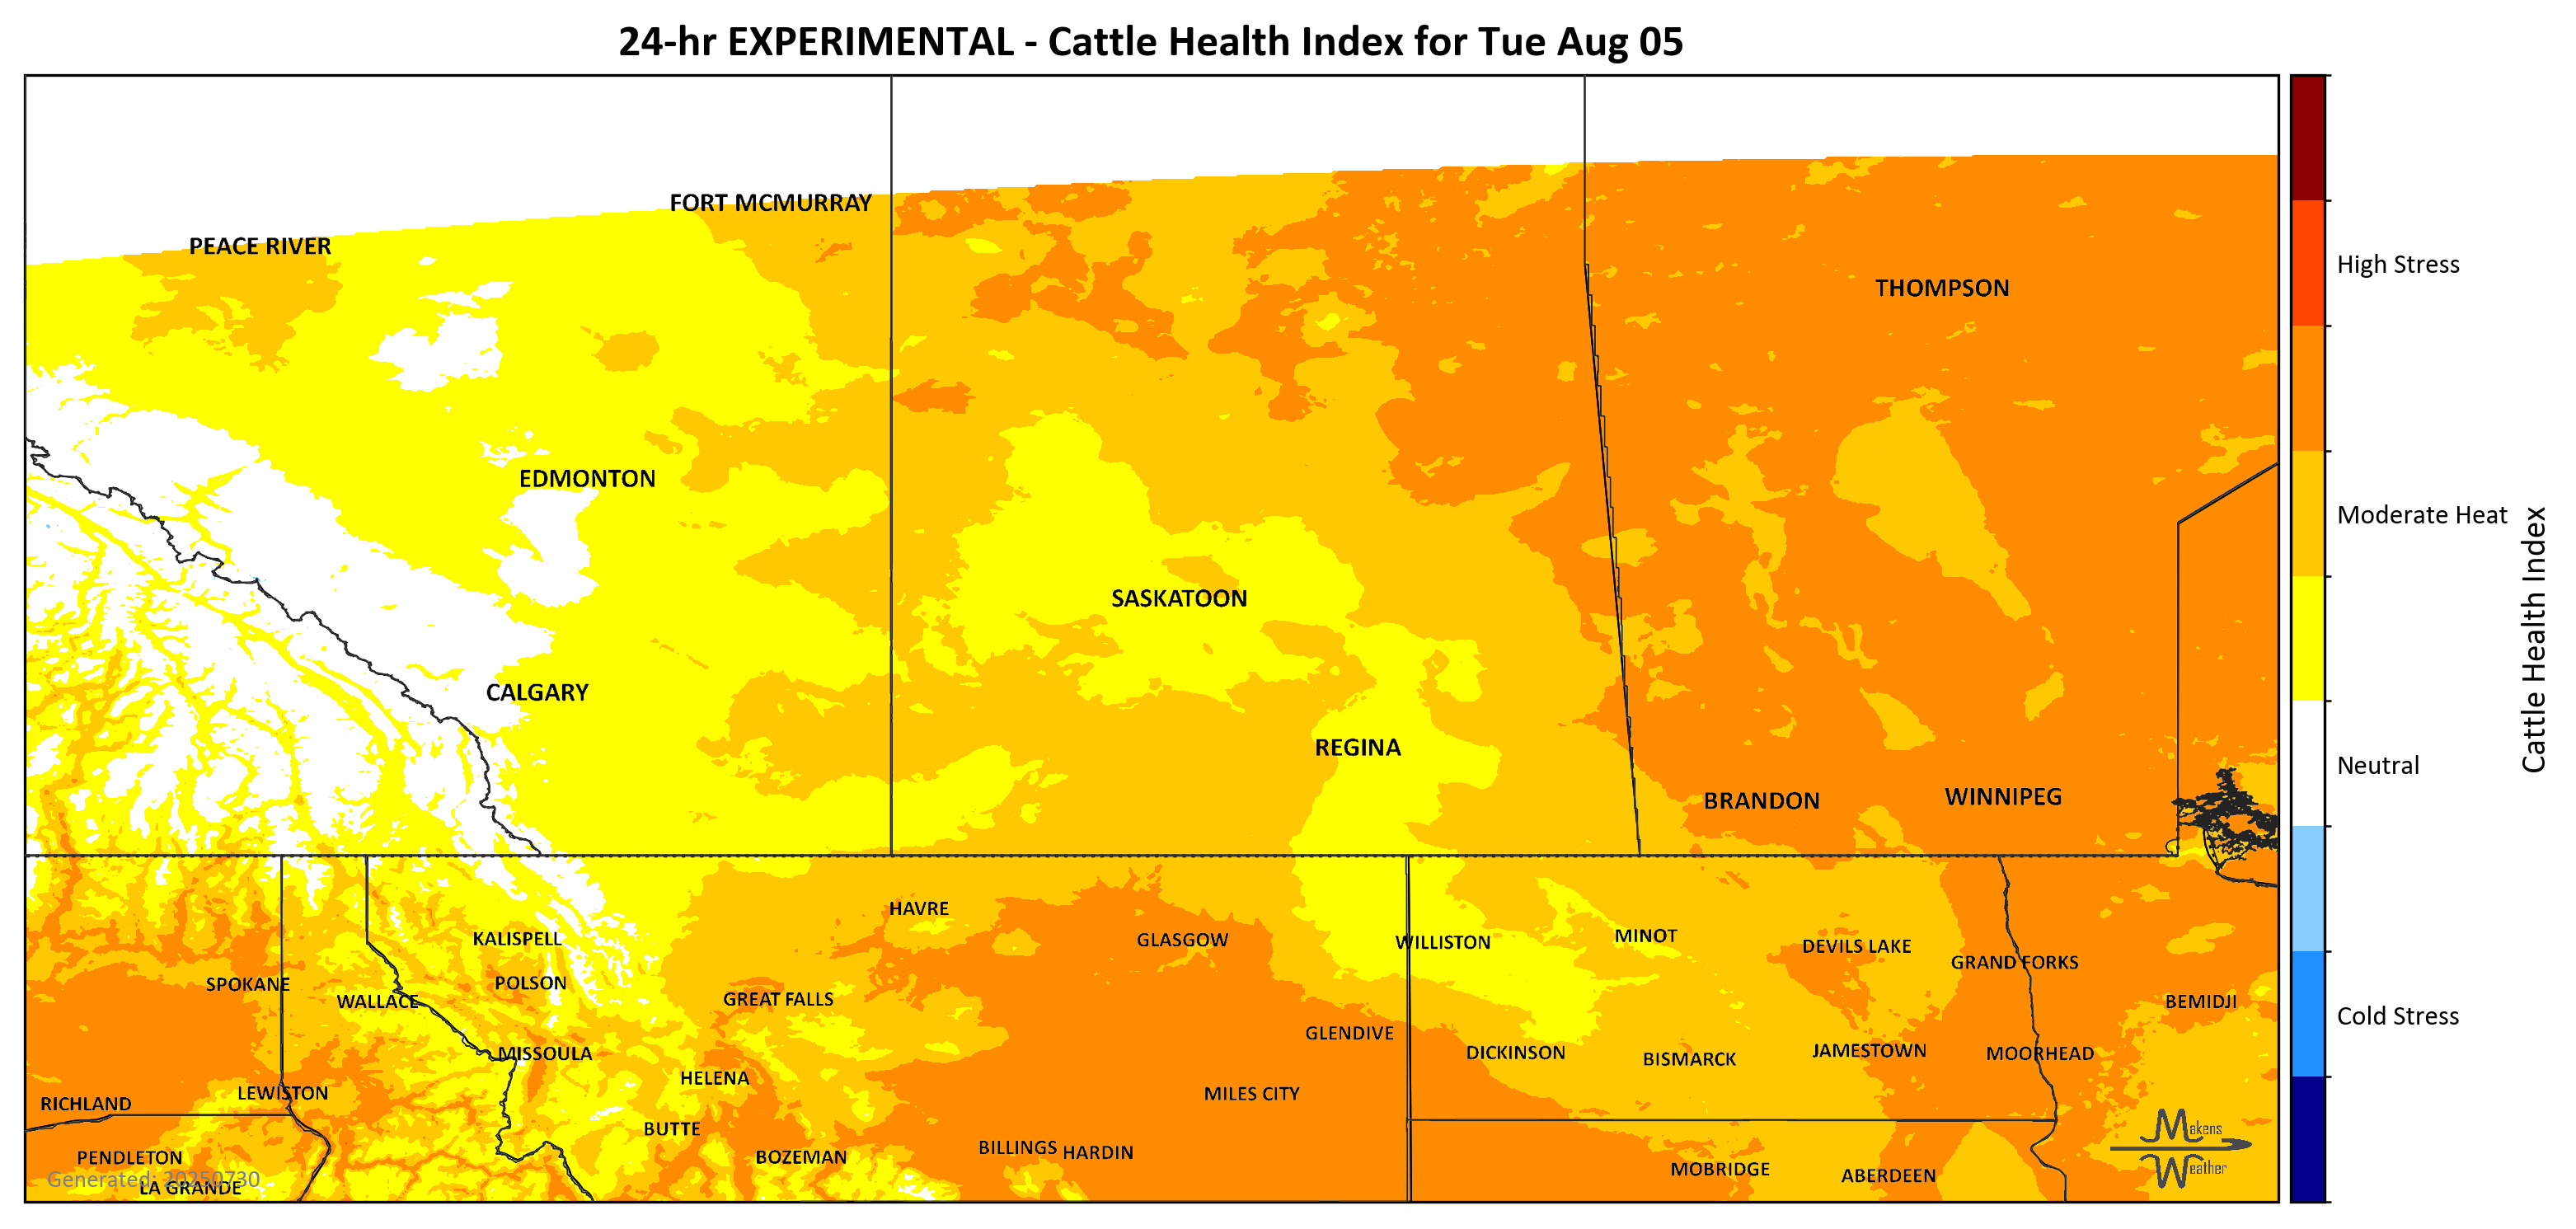 24-hr EXPERIMENTAL - Cattle Health Index for Tue Aug 05
FORT MCMURRAY
PEACE RIVER
THOMPSON
EDMONTON
SASKATOON
CALGARY
REGINA
BRANDON
WINNIPEG
HAVRE
KALISPELL
GLASGOW
WILLISTON
MINOT
DEVILS LAKE
GRAND FORKS
SPOKANE
POLSON
WALLACE
GREAT FALLS
BEMIDJI
GLENDIVE
MISSOULA
DICKINSON
BISMARCK
JAMESTOWN
MOORHEAD
HELENA
LEWISTON
MILES CITY
RICHLAND
BUTTE
BILLINGS
HARDIN
PENDLETON
BOZEMAN
MOBRIDGE
ABERDEEN
Generated: 20250730
LA GRANDE
Makens
Weather
High Stress
Moderate Heat
Neutral
Cold Stress
Cattle Health Index